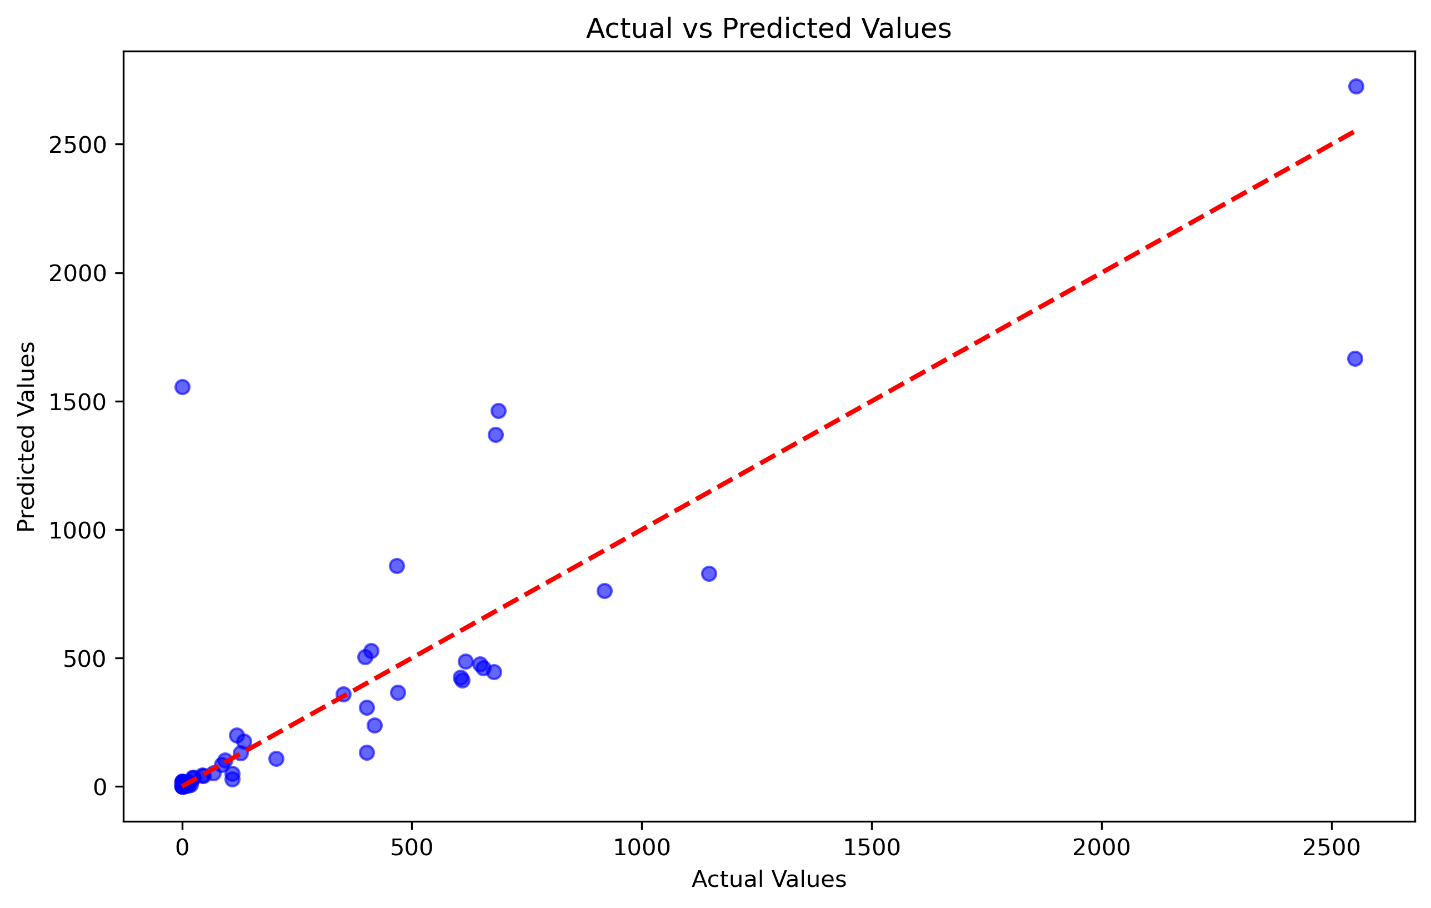 Actual vs Predicted Values
Predicted Values
2500
2000
1500
1000
500
0
0 500 1000 1500 2000 2500
Actual Values